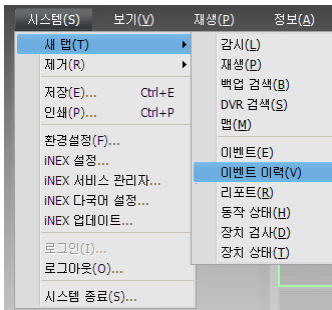 시스템(S) 보기(V) 재생(P) 정보(A)
새 탭(T)
제거(R)
저장(E)... Ctrl+E
인쇄(P)... Ctrl+P
환경설정(F)...
iNEX 설정...
iNEX 서비스 관리자...
iNEX 다국어 설정...
iNEX 업데이트...
로그인(I)...
로그아웃(O)...
시스템 종료(S)...
감시(L)
재생(P)
백업 검색(B)
DVR 검색(S)
맵(M)
이벤트(E)
이벤트 이력(V)
리포트(R)
동작 상태(H)
장치 검사(D)
장치 상태(T)